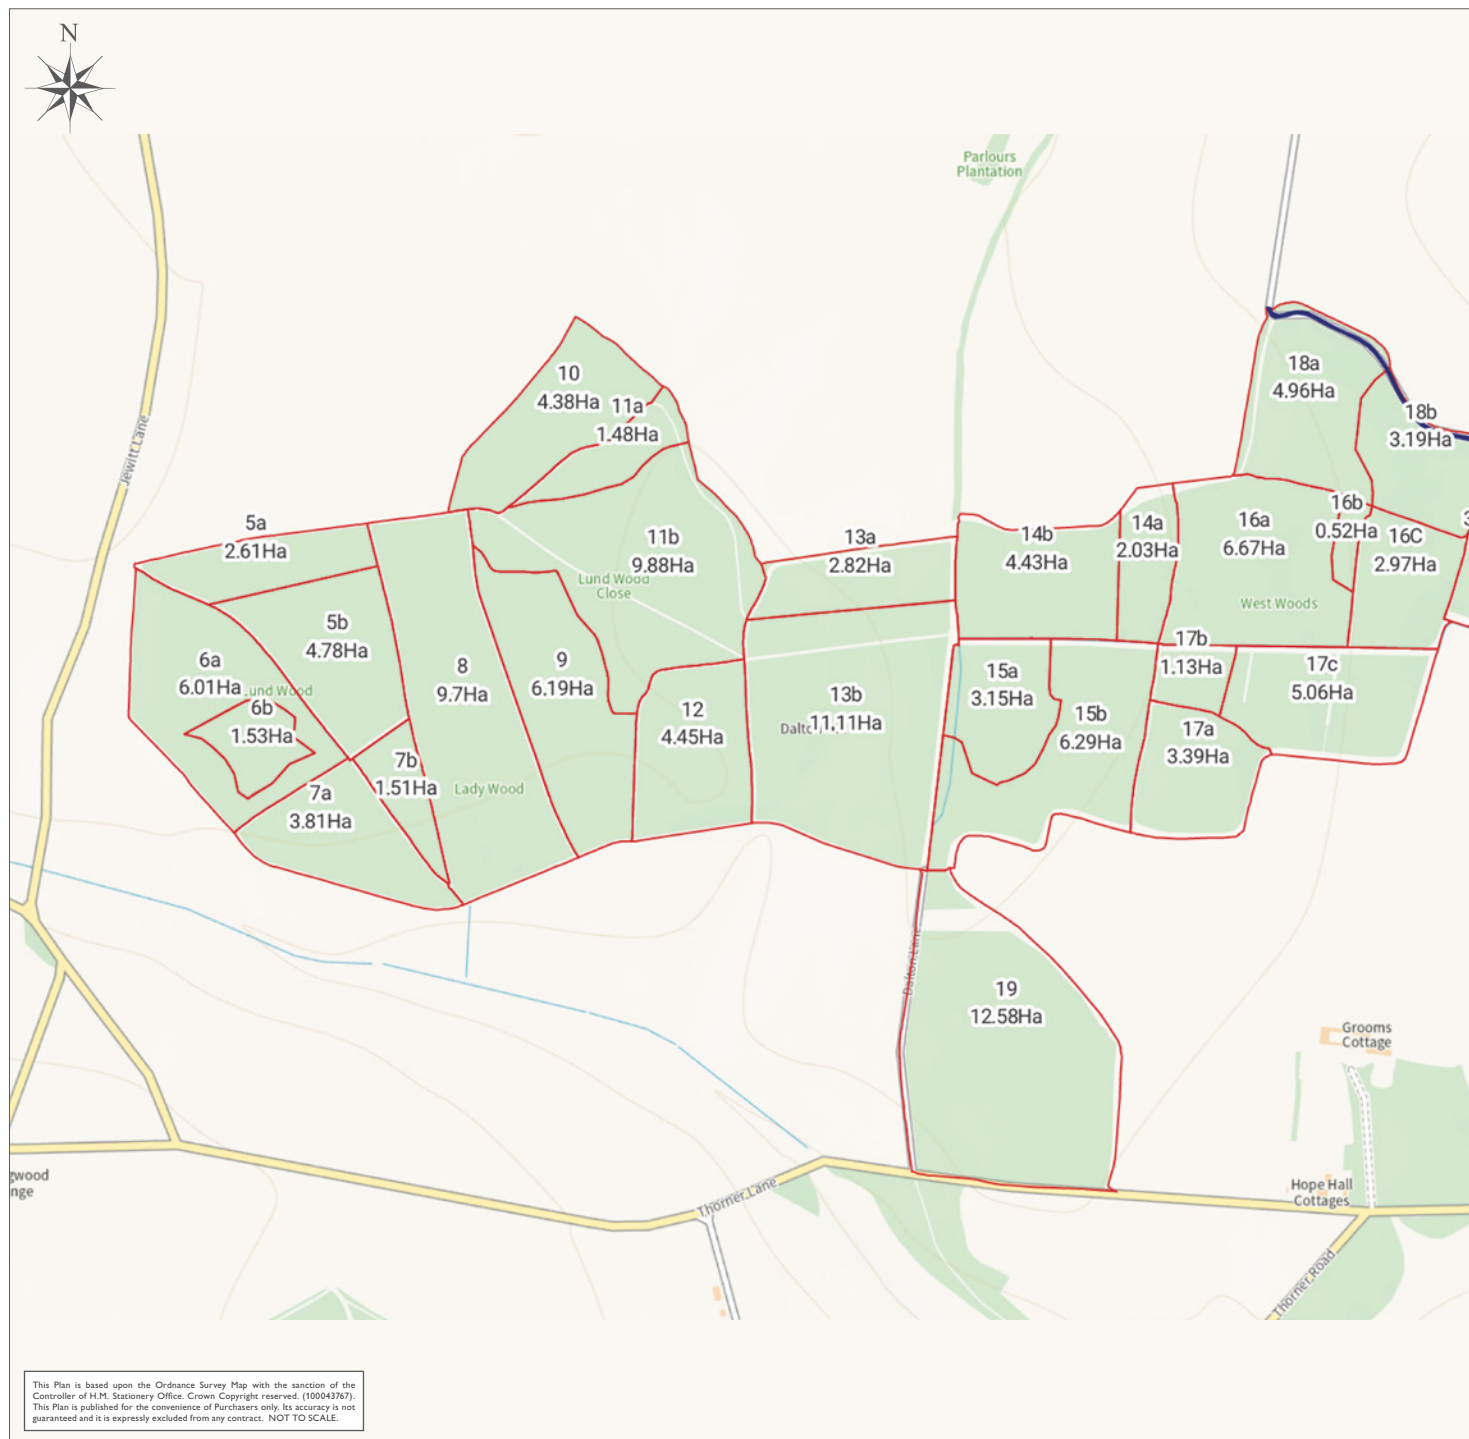 N
Parlours
Plantation
Jewitt Lane
10
4.38Ha
11a
1.48Ha
18a
4.96Ha
18b
3.19Ha
5a
2.61Ha
11b
9.88Ha
Lund Wood
Close
13a
2.82Ha
14b
4.43Ha
14a
2.03Ha
16a
6.67Ha
16b
0.52Ha
16C
2.97Ha
West Woods
5b
4.78Ha
6a
6.01Ha
Lund Wood
6b
1.53Ha
8
9.7Ha
9
6.19Ha
12
4.45Ha
13b
11.11Ha
15a
3.15Ha
15b
6.29Ha
17b
1.13Ha
17c
5.06Ha
17a
3.39Ha
7b
1.51Ha
7a
3.81Ha
Lady Wood
Dalton Lane
19
12.58Ha
Grooms
Cottage
gwood
nge
Thorner Lane
Hope Hall
Cottages
Thorner Road
This Plan is based upon the Ordnance Survey Map with the sanction of the
Controller of H.M. Stationery Office. Crown Copyright reserved. (100043767).
This Plan is published for the convenience of Purchasers only. Its accuracy is not
guaranteed and it is expressly excluded from any contract. NOT TO SCALE.